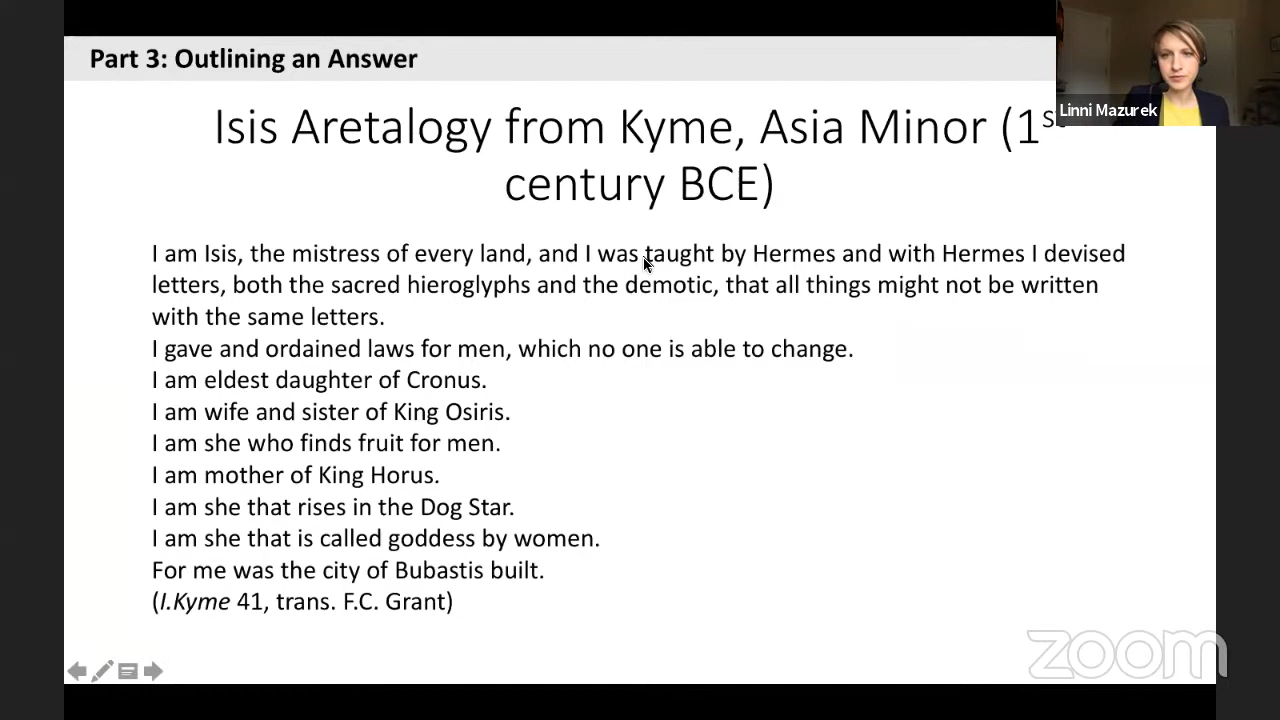 Part 3: Outlining an Answer
Linni Mazurek
Isis Aretalogy from Kyme, Asia Minor (1st
century BCE)
I am Isis, the mistress of every land, and I was taught by Hermes and with Hermes I devised
letters, both the sacred hieroglyphs and the demotic, that all things might not be written
with the same letters.
I gave and ordained laws for men, which no one is able to change.
I am eldest daughter of Cronus.
I am wife and sister of King Osiris.
I am she who finds fruit for men.
I am mother of King Horus.
I am she that rises in the Dog Star.
I am she that is called goddess by women.
For me was the city of Bubastis built.
(I.Kyme 41, trans. F.C. Grant)
zoom